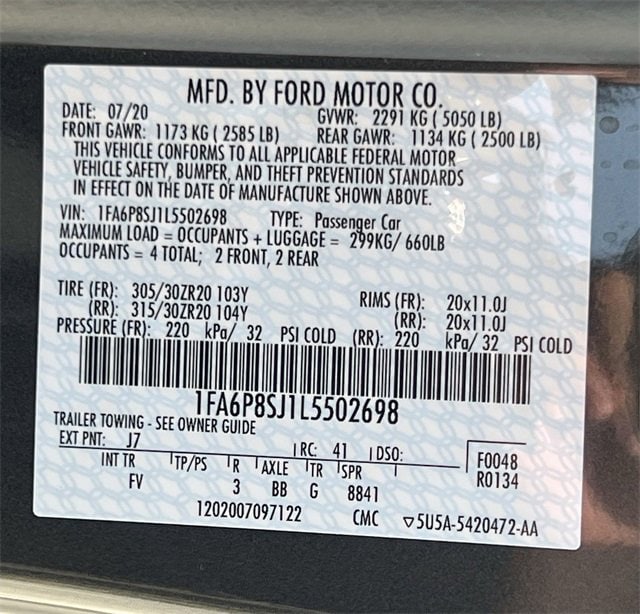 MFD. BY FORD MOTOR CO.
DATE: 07/20 GVWR: 2291 KG ( 5050 LB)
FRONT GAWR: 1173 KG ( 2585 LB) REAR GAWR: 1134 KG ( 2500 LB)
THIS VEHICLE CONFORMS TO ALL APPLICABLE FEDERAL MOTOR
VEHICLE SAFETY, BUMPER, AND THEFT PREVENTION STANDARDS
IN EFFECT ON THE DATE OF MANUFACTURE SHOWN ABOVE.
VIN: 1FA6P8SJ1L5502698 TYPE: Passenger Car
MAXIMUM LOAD = OCCUPANTS + LUGGAGE = 299KG/ 660LB
OCCUPANTS = 4 TOTAL; 2 FRONT, 2 REAR
TIRE (FR): 305/30ZR20 103Y RIMS (FR): 20x11.0J
(RR): 315/30ZR20 104Y (RR): 20x11.0J
PRESSURE (FR): 220 kPa/ 32 PSI COLD (RR): 220 kPa/ 32 PSI COLD
1FA6P8SJ1L5502698
TRAILER TOWING - SEE OWNER GUIDE
EXT PNT: J7 RC: 41 DSO: F0048
INT TR TP/PS R AXLE TR SPR R0134
FV 3 BB G 8841
1202007097122 CMC ▽5U5A-5420472-AA